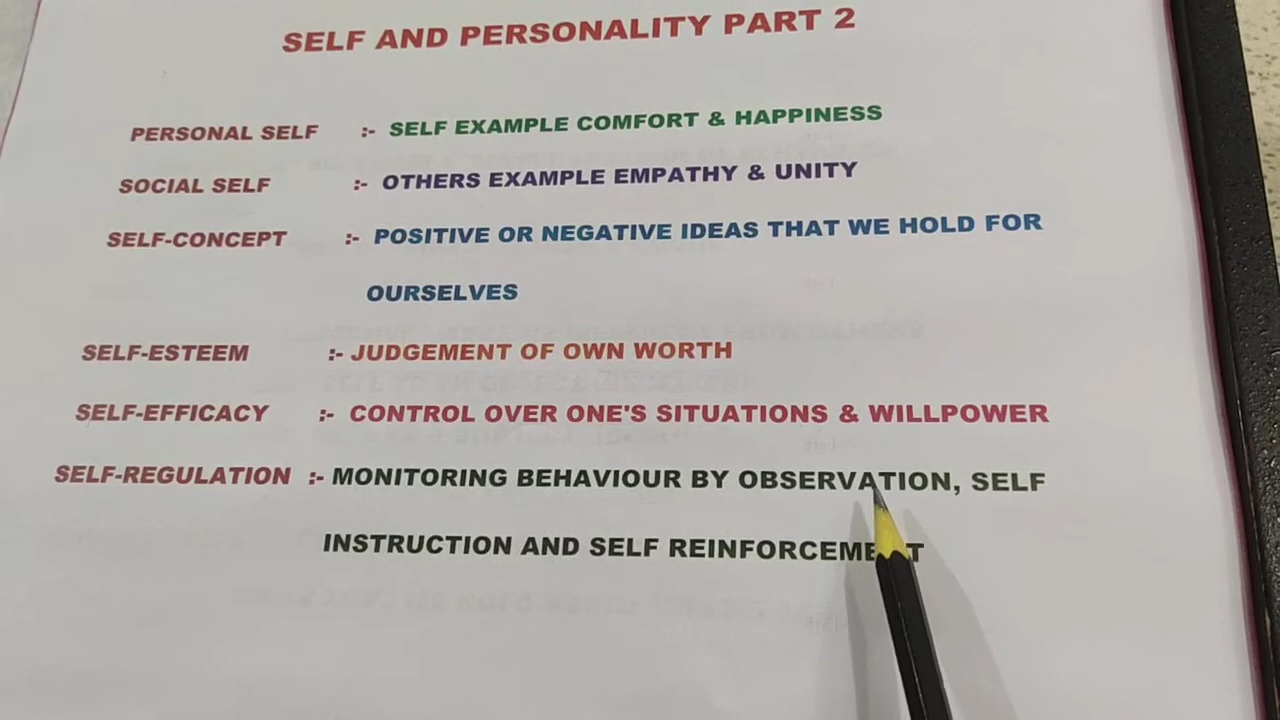 SELF AND PERSONALITY PART 2
PERSONAL SELF :- SELF EXAMPLE COMFORT & HAPPINESS
SOCIAL SELF :- OTHERS EXAMPLE EMPATHY & UNITY
SELF-CONCEPT :- POSITIVE OR NEGATIVE IDEAS THAT WE HOLD FOR
OURSELVES
SELF-ESTEEM :- JUDGEMENT OF OWN WORTH
SELF-EFFICACY :- CONTROL OVER ONE'S SITUATIONS & WILLPOWER
SELF-REGULATION :- MONITORING BEHAVIOUR BY OBSERVATION, SELF
INSTRUCTION AND SELF REINFORCEMENT